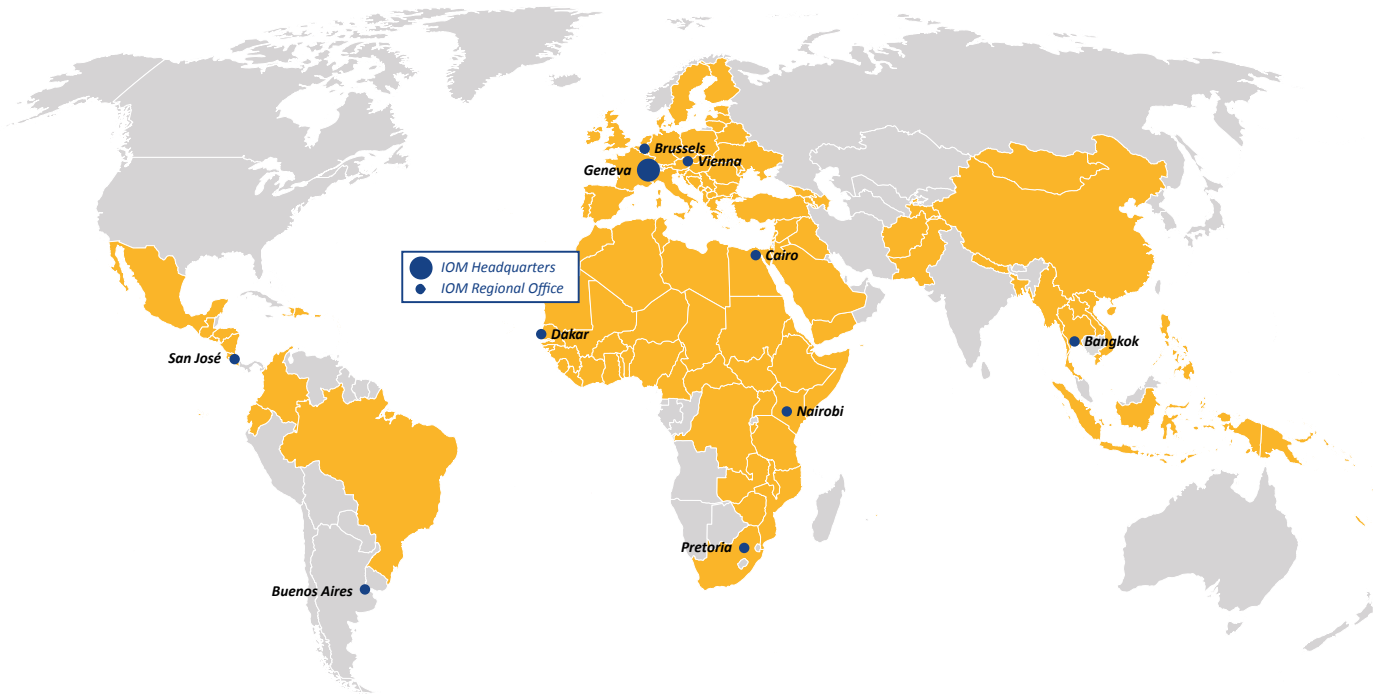 Brussels
Vienna
Geneva
Cairo
IOM Headquarters
IOM Regional Office
Dakar
Bangkok
San José
Nairobi
Pretoria
Buenos Aires